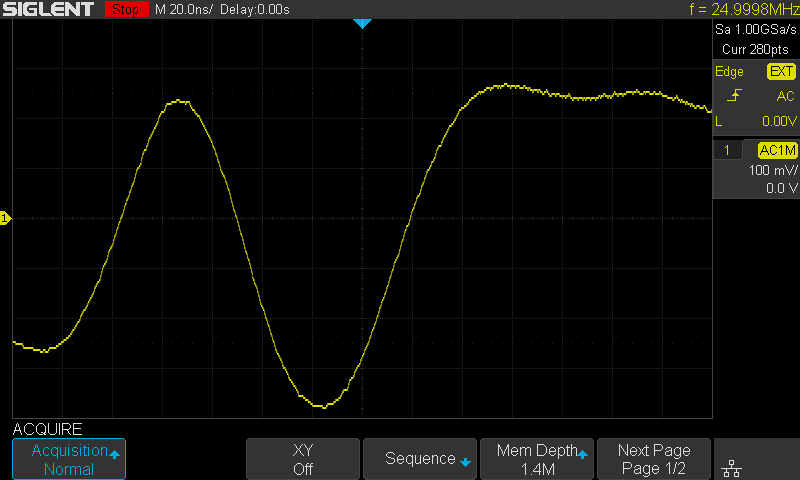 SIGLENT Stop M 20.0ns/ Delay:0.00s f = 24.9998MHz
Sa 1.00GSa/s
Curr 280pts
Edge EXT
AC
L 0.00V
1 AC1M
100 mV/
0.0 V
1
ACQUIRE
Acquisition
Normal
XY
Off
Sequence
Mem Depth
1.4M
Next Page
Page 1/2